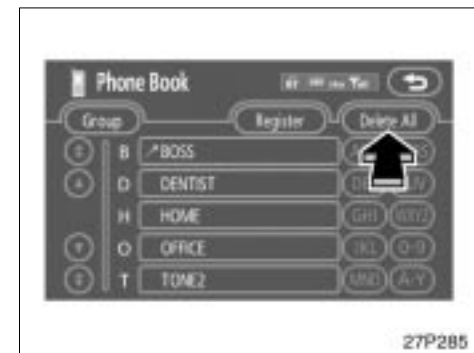 Phone Book
Group Register Delete All
B BOSS
D DENTIST
H HOME GHI WXYZ
O OFFICE JKL 0-9
T TONE2 MNO A-Y
27P285